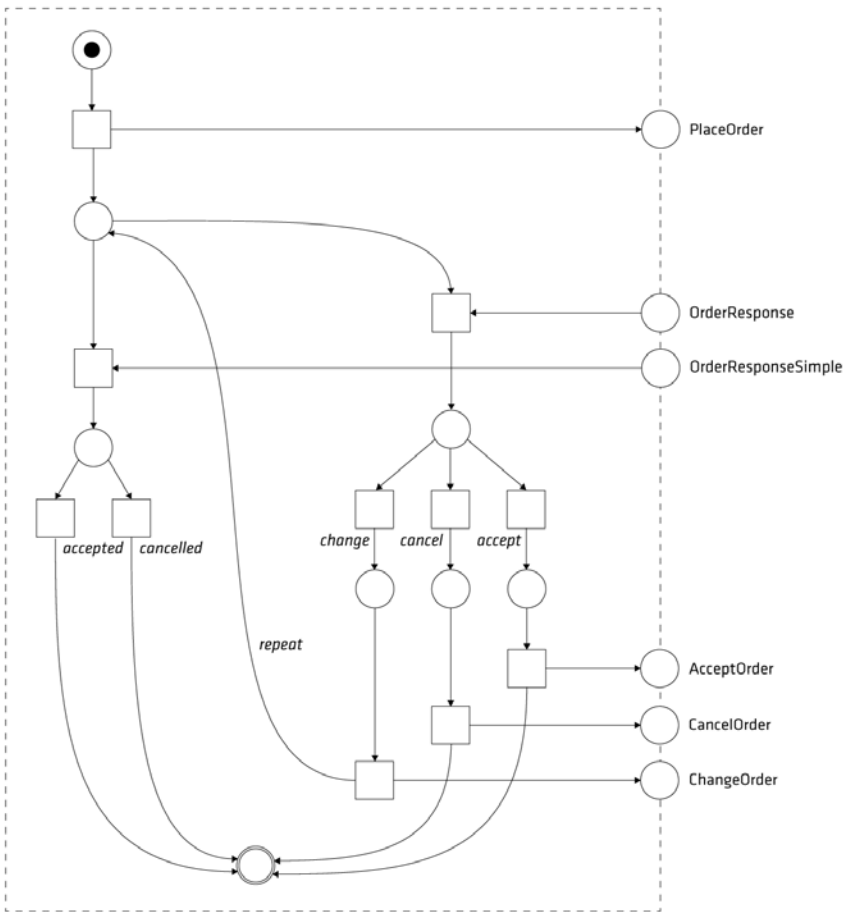 PlaceOrder
OrderResponse
OrderResponseSimple
change
cancel
accept
accepted
cancelled
repeat
AcceptOrder
CancelOrder
ChangeOrder